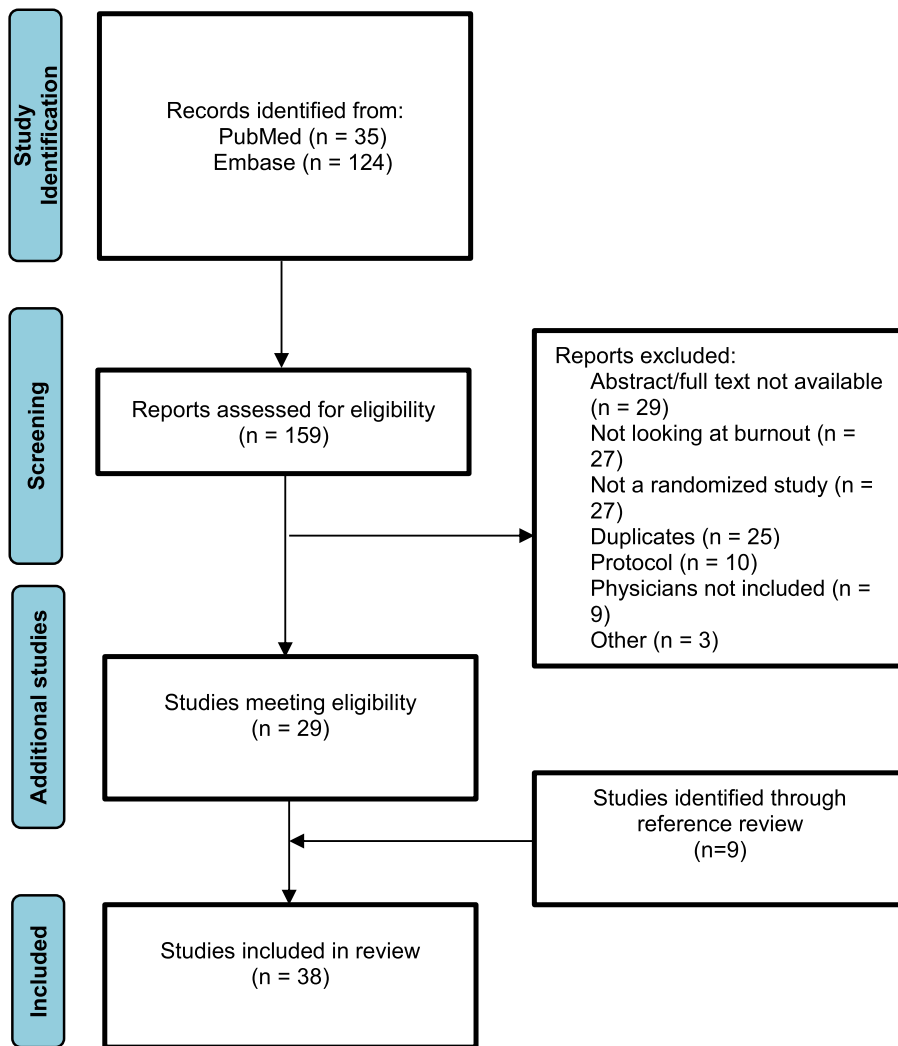 Study
Identification
Records identified from:
PubMed (n = 35)
Embase (n = 124)
Screening
Reports assessed for eligibility
(n = 159)
Reports excluded:
Abstract/full text not available
(n = 29)
Not looking at burnout (n =
27)
Not a randomized study (n =
27)
Duplicates (n = 25)
Protocol (n = 10)
Physicians not included (n =
9)
Other (n = 3)
Additional studies
Studies meeting eligibility
(n = 29)
Studies identified through
reference review
(n=9)
Included
Studies included in review
(n = 38)